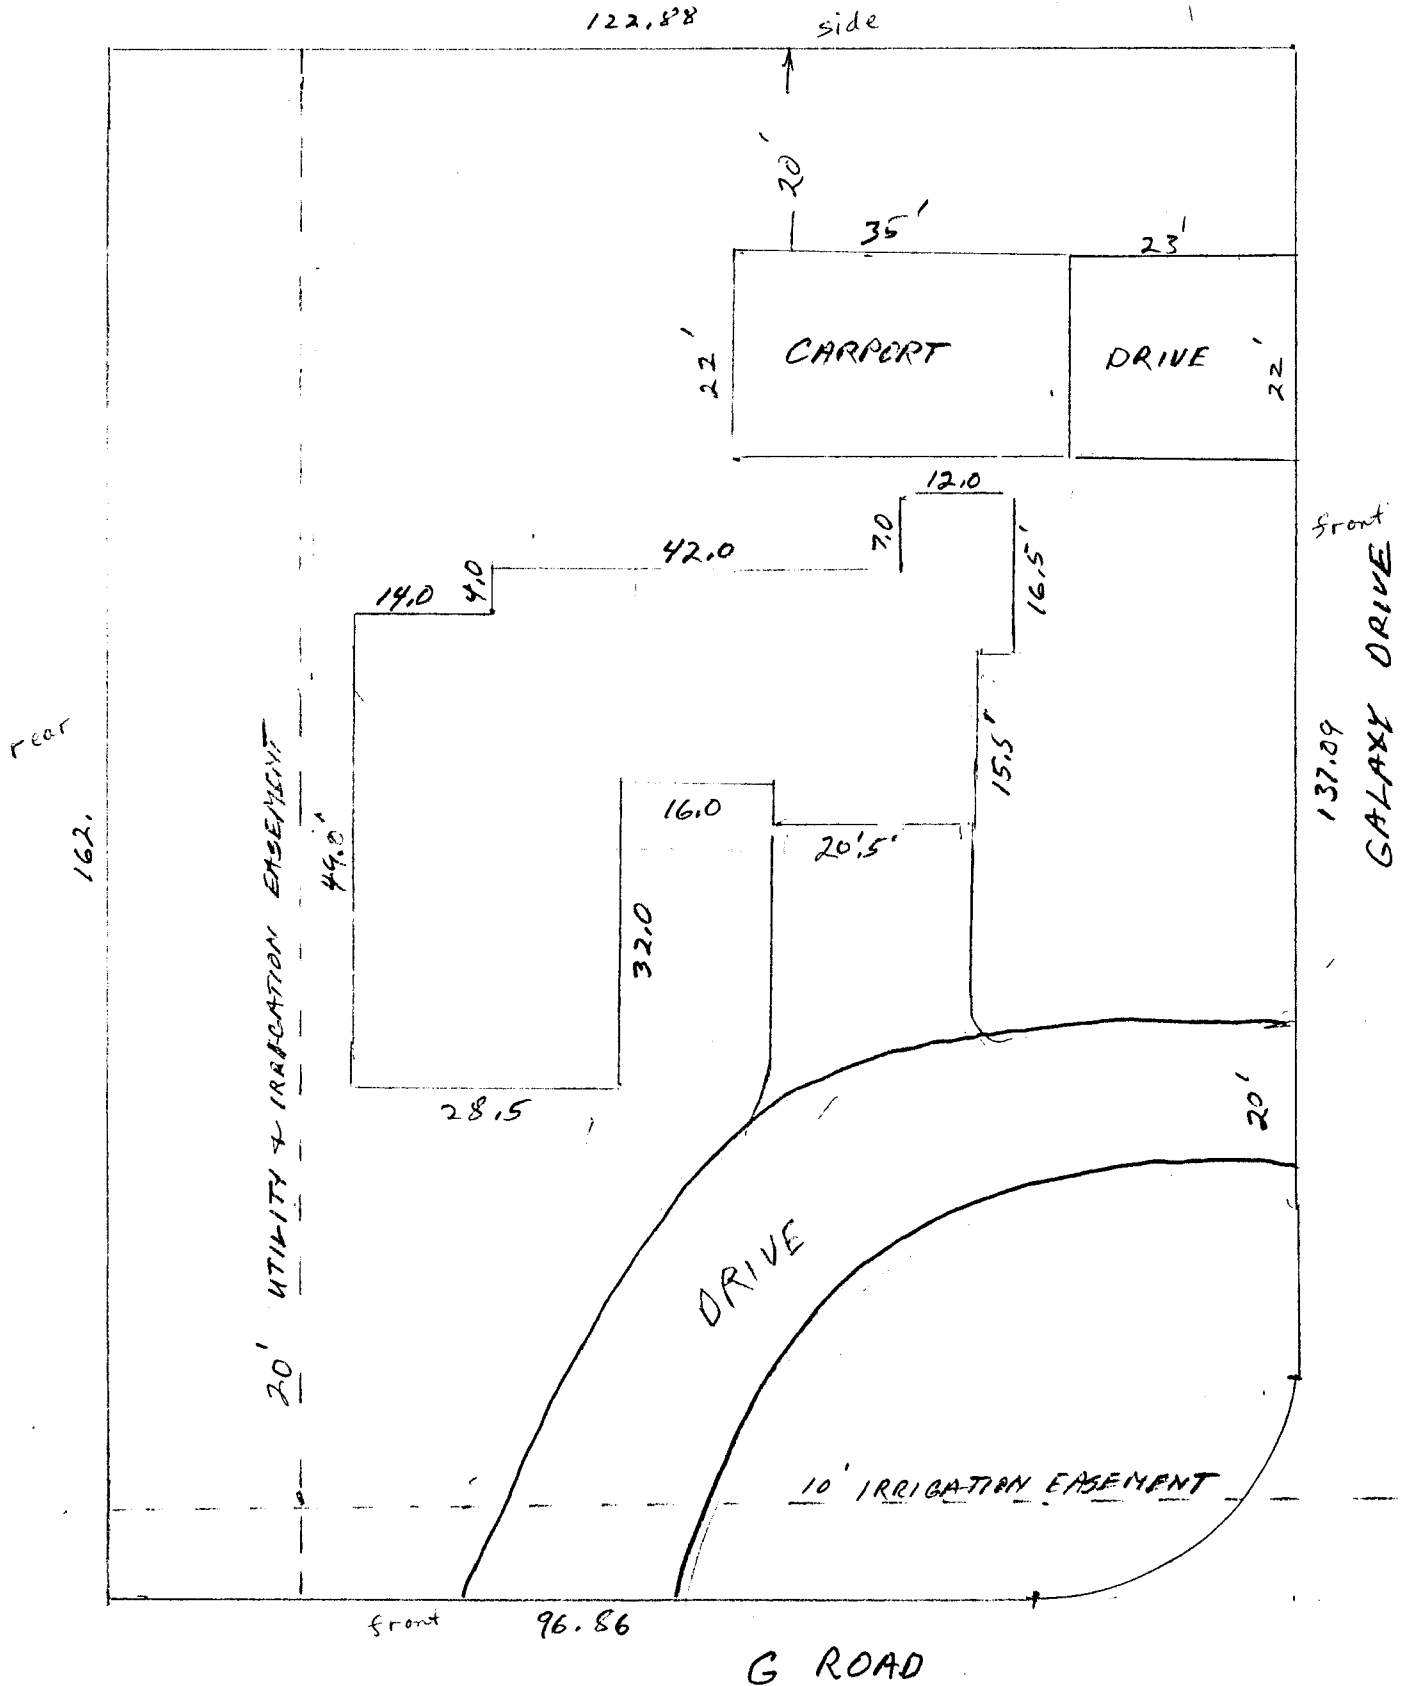 122.88 side
20'
35' 23'
22' CARPORT DRIVE 22'
12.0
7.0
42.0
16.5'
front
GALAXY DRIVE
14.0 4.0
rear
162.
137.09
15.5'
16.0
20'.5'
49.0'
32.0
28.5
20' UTILITY & IRRIGATION EASEMENT
20'
DRIVE
10' IRRIGATION EASEMENT
front 96.86
G ROAD